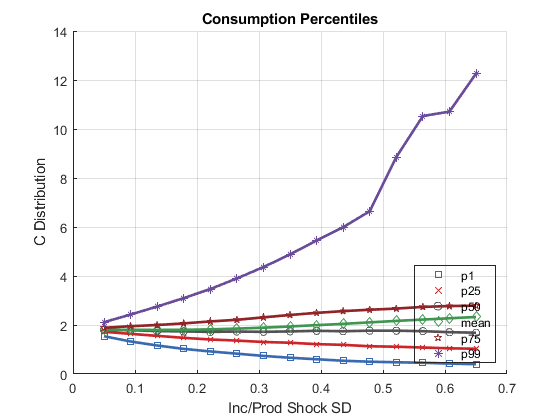 Consumption Percentiles
14
12
10
8
6
4
2
0
C Distribution
0 0.1 0.2 0.3 0.4 0.5 0.6 0.7
Inc/Prod Shock SD
p1
p25
p50
mean
p75
p99